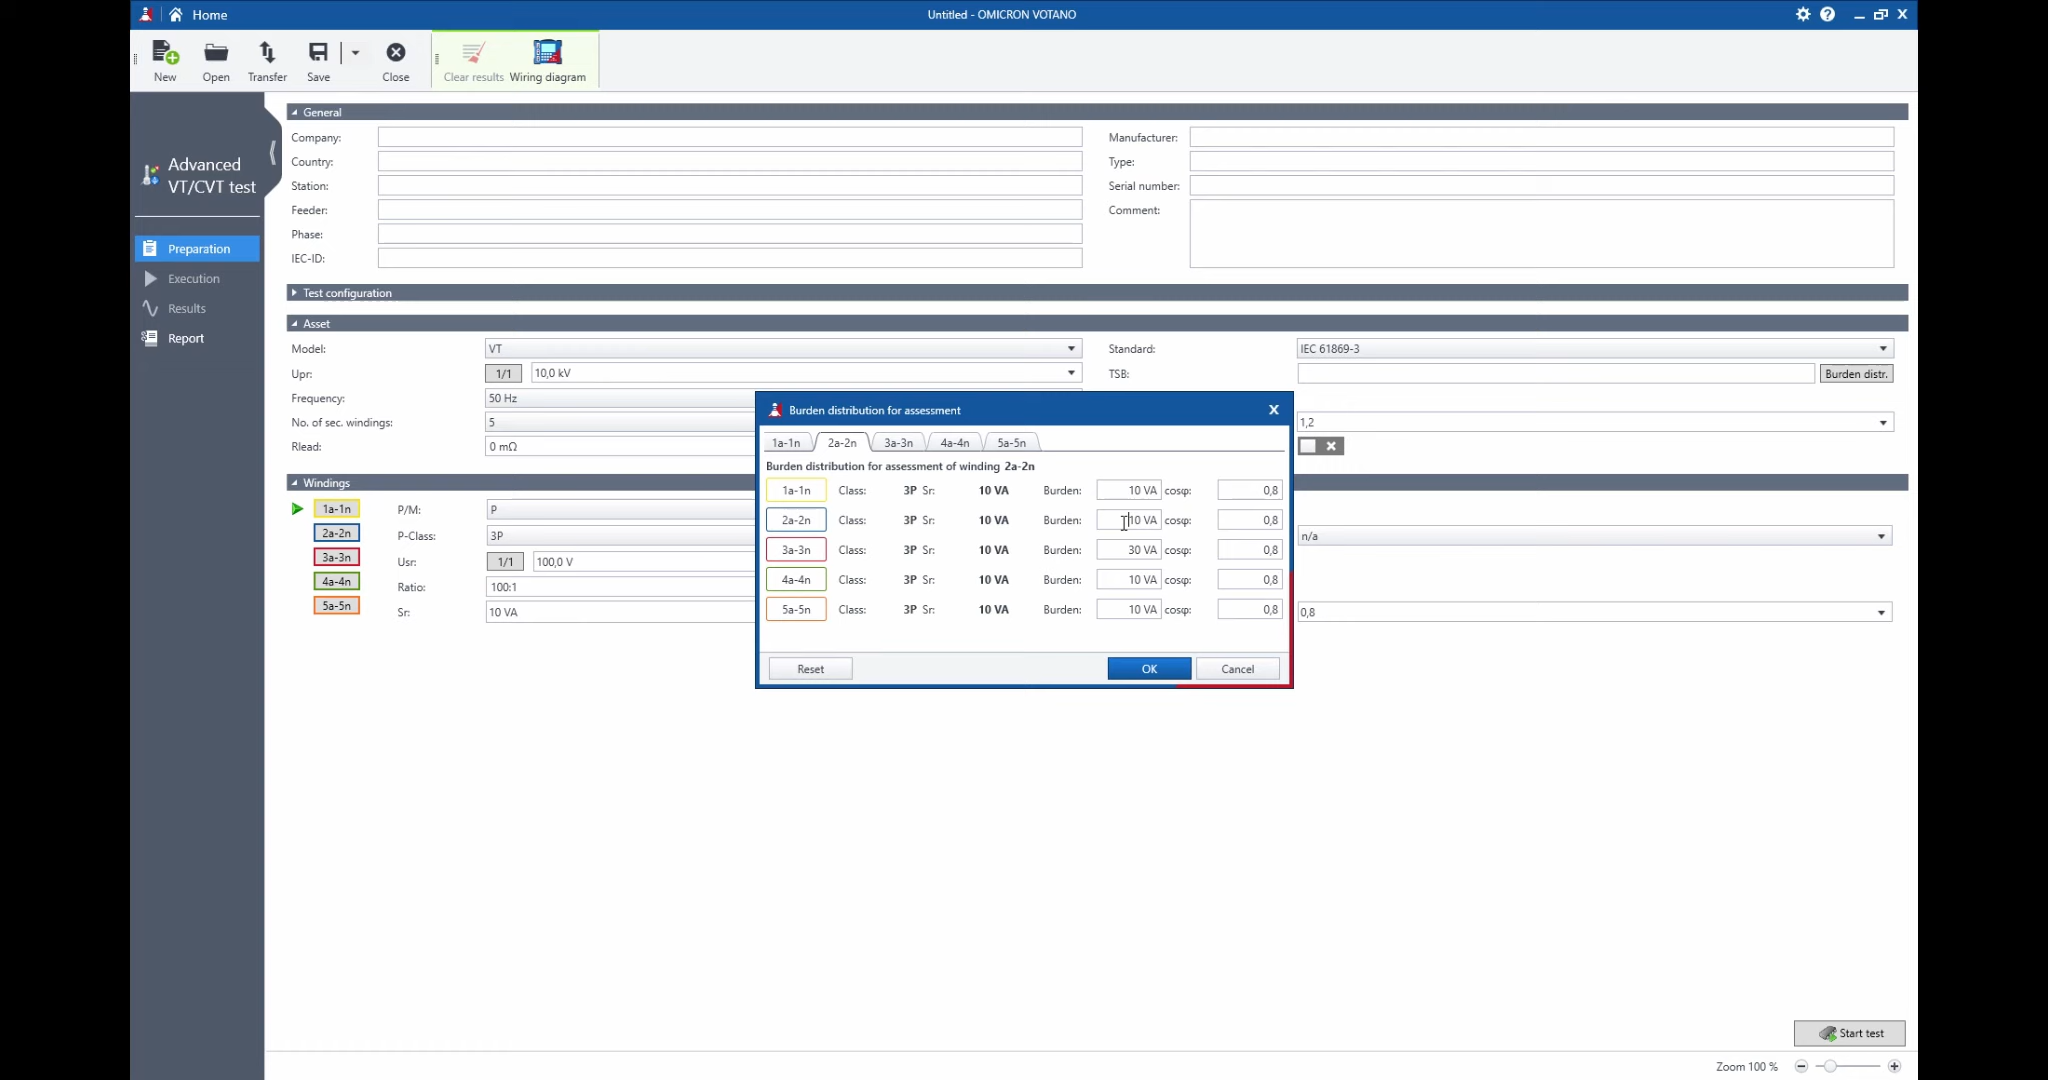 Home
Untitled - OMICRON VOTANO
New
Open
Transfer
Save
Close
Clear results
Wiring diagram
Advanced
VT/CVT test
Preparation
Execution
Results
Report
General
Company:
Country:
Station:
Feeder:
Phase:
IEC-ID:
Manufacturer:
Type:
Serial number:
Comment:
Test configuration
Asset
Model: VT
Upr: 1/1 10,0 kV
Frequency: 50 Hz
No. of sec. windings: 5
Rlead: 0 mΩ
Standard: IEC 61869-3
TSB: Burden distr.
1,2
Windings
1a-1n
2a-2n
3a-3n
4a-4n
5a-5n
P/M: P
P-Class: 3P
Usr: 1/1 100,0 V
Ratio: 100:1
Sr: 10 VA
n/a
0,8
Burden distribution for assessment
1a-1n 2a-2n 3a-3n 4a-4n 5a-5n
Burden distribution for assessment of winding 2a-2n
1a-1n Class: 3P Sr: 10 VA Burden: 10 VA cosφ: 0,8
2a-2n Class: 3P Sr: 10 VA Burden: 10 VA cosφ: 0,8
3a-3n Class: 3P Sr: 10 VA Burden: 30 VA cosφ: 0,8
4a-4n Class: 3P Sr: 10 VA Burden: 10 VA cosφ: 0,8
5a-5n Class: 3P Sr: 10 VA Burden: 10 VA cosφ: 0,8
Reset
OK
Cancel
Start test
Zoom 100 %